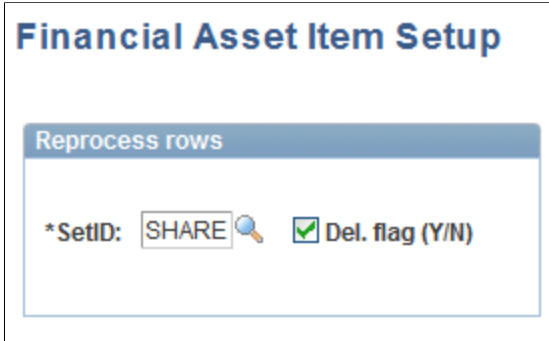 Financial Asset Item Setup
Reprocess rows
*SetID: SHARE Del. flag (Y/N)